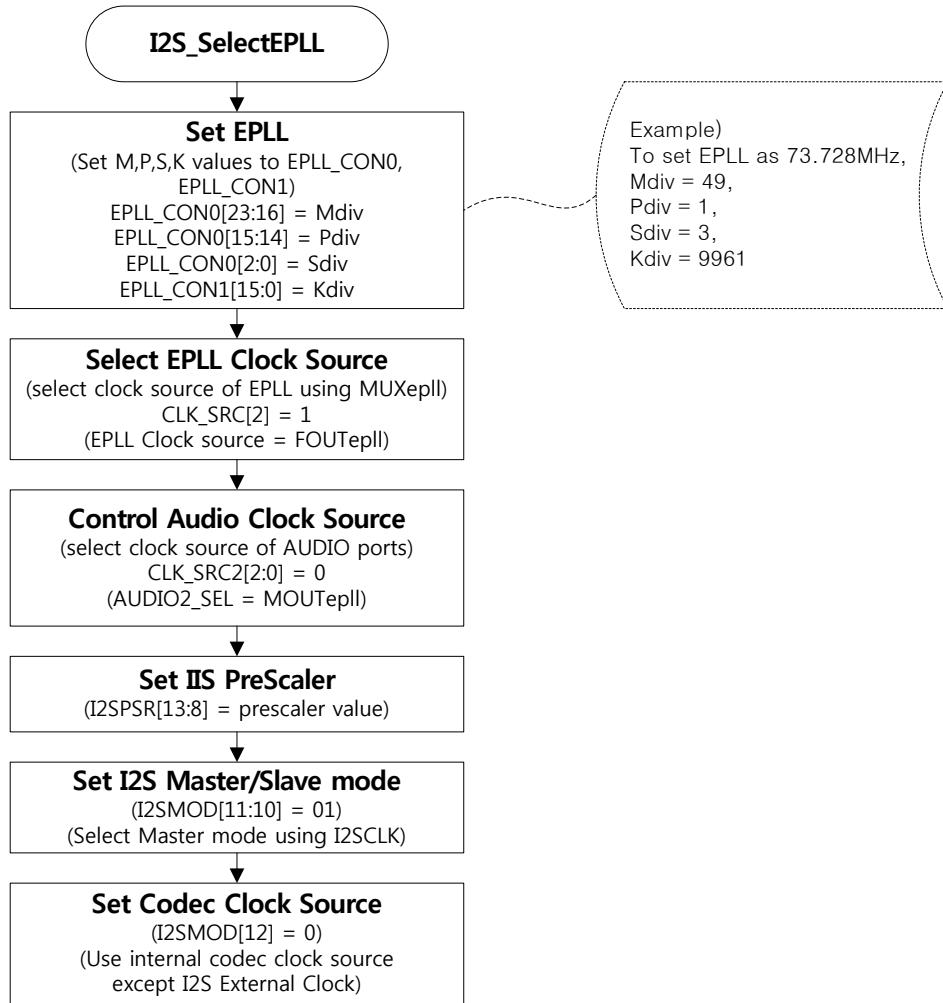 I2S_SelectEPLL
Set EPLL
(Set M,P,S,K values to EPLL_CON0,
EPLL_CON1)
EPLL_CON0[23:16] = Mdiv
EPLL_CON0[15:14] = Pdiv
EPLL_CON0[2:0] = Sdiv
EPLL_CON1[15:0] = Kdiv
Example)
To set EPLL as 73.728MHz,
Mdiv = 49,
Pdiv = 1,
Sdiv = 3,
Kdiv = 9961
Select EPLL Clock Source
(select clock source of EPLL using MUXepll)
CLK_SRC[2] = 1
(EPLL Clock source = FOUTepll)
Control Audio Clock Source
(select clock source of AUDIO ports)
CLK_SRC2[2:0] = 0
(AUDIO2_SEL = MOUTepll)
Set IIS PreScaler
(I2SPSR[13:8] = prescaler value)
Set I2S Master/Slave mode
(I2SMOD[11:10] = 01)
(Select Master mode using I2SCLK)
Set Codec Clock Source
(I2SMOD[12] = 0)
(Use internal codec clock source
except I2S External Clock)